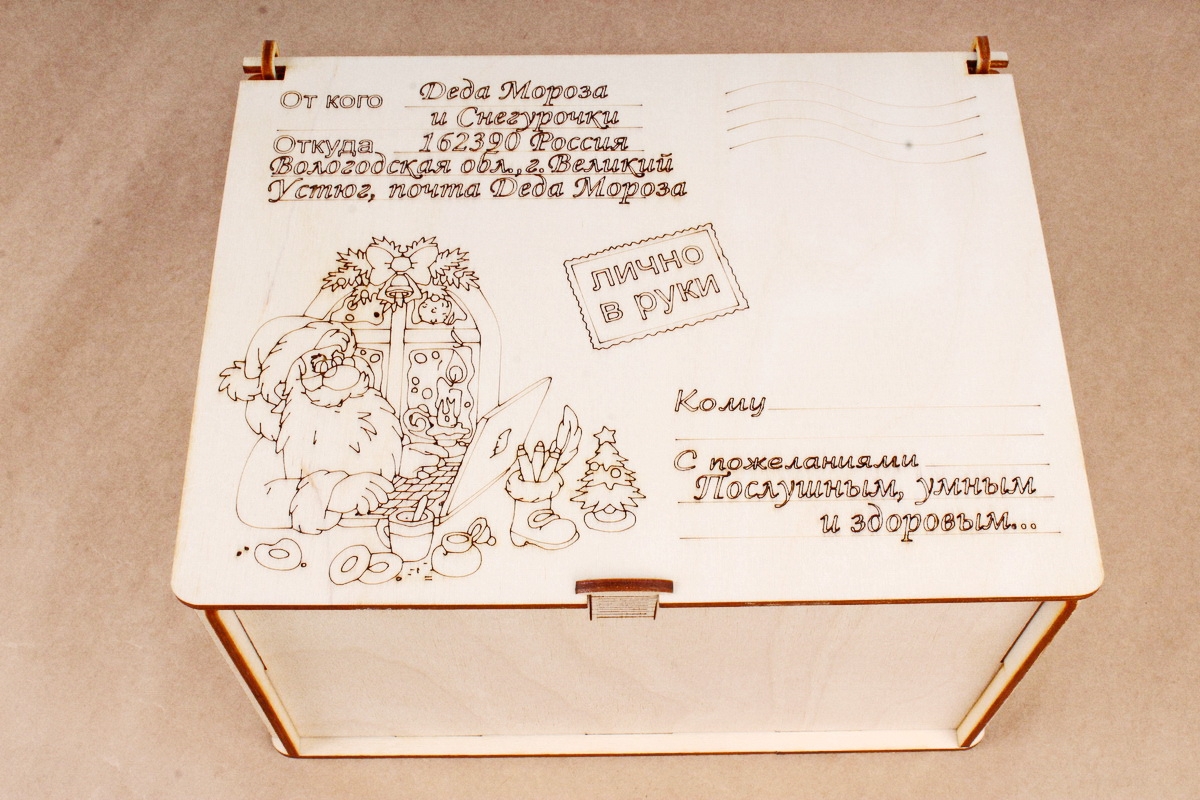 От кого Деда Мороза
и Снегурочки
Откуда 162390 Россия
Вологодская обл., г. Великий
Устюг, почта Деда Мороза
лично
в руки
Кому
С пожеланиями
Послушным, умным
и здоровым...